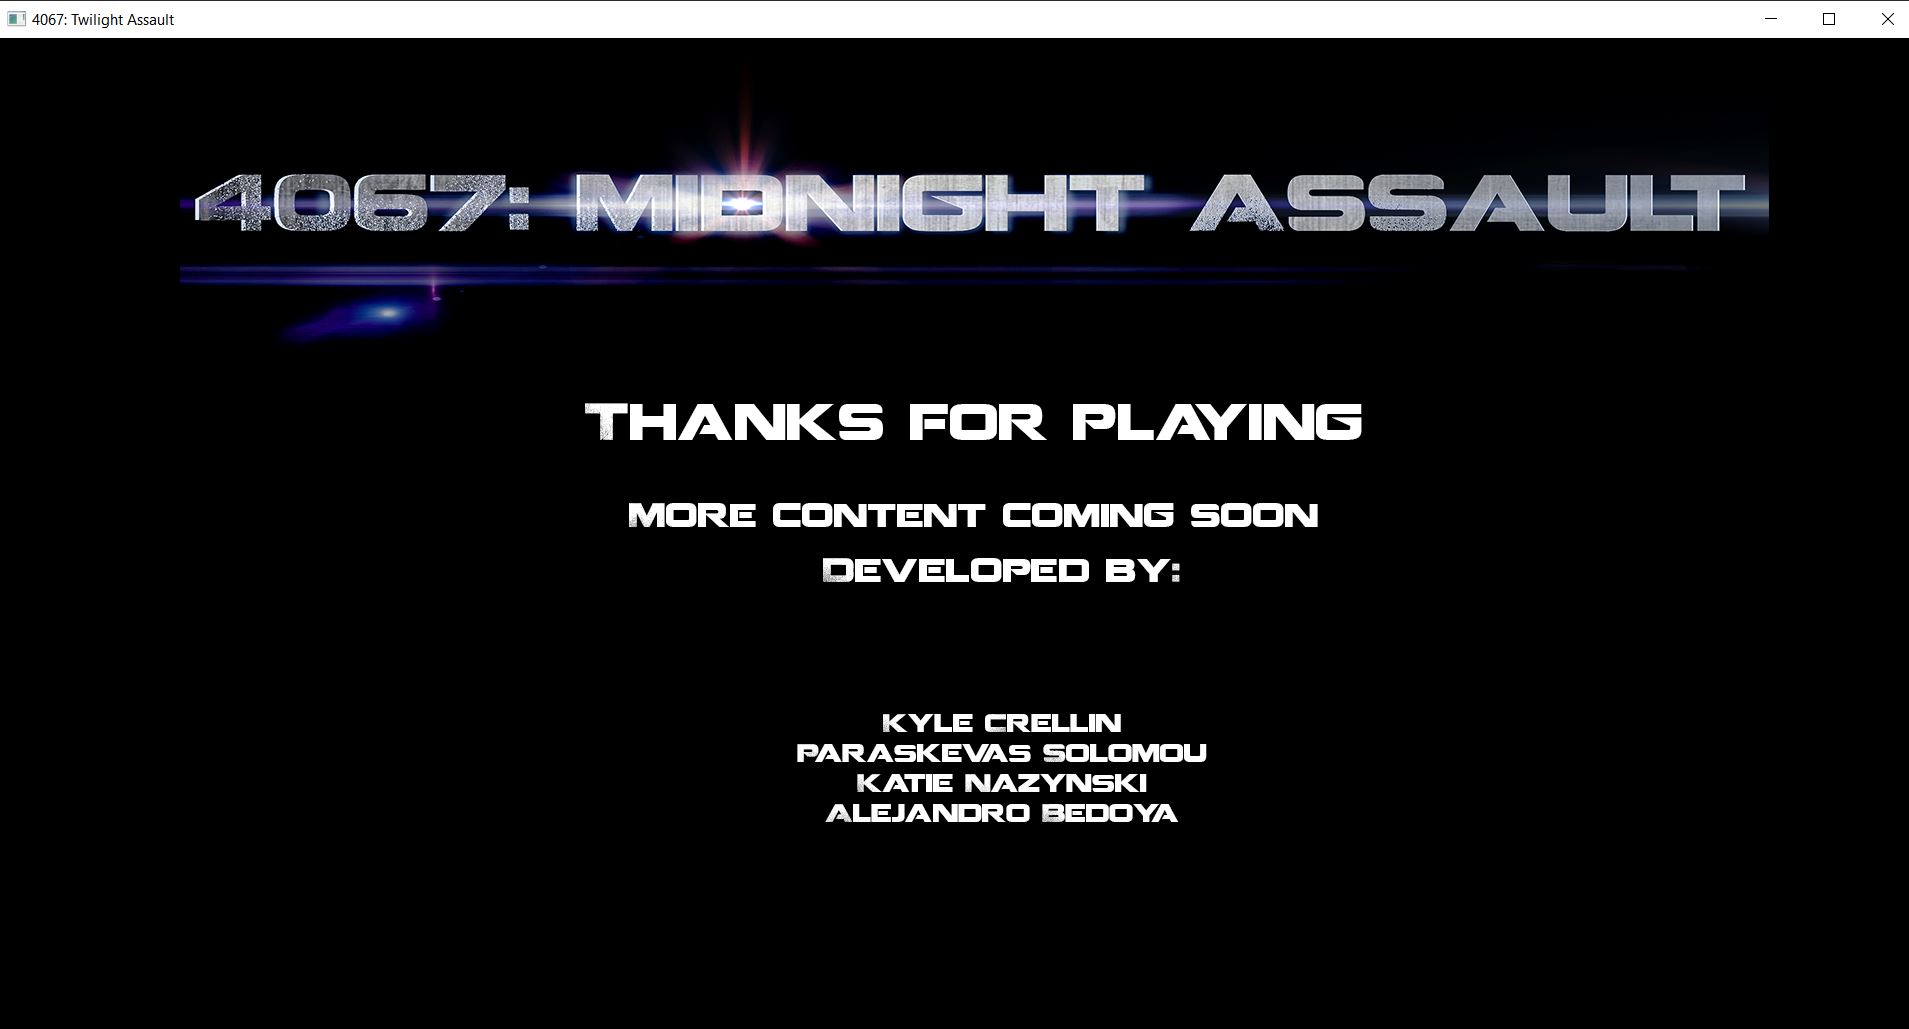 4067: Twilight Assault
4067: MIDNIGHT ASSAULT
THANKS FOR PLAYING
MORE CONTENT COMING SOON
DEVELOPED BY:
KYLE CRELLIN
PARASKEVAS SOLOMOU
KATIE NAZYNSKI
ALEJANDRO BEDOYA